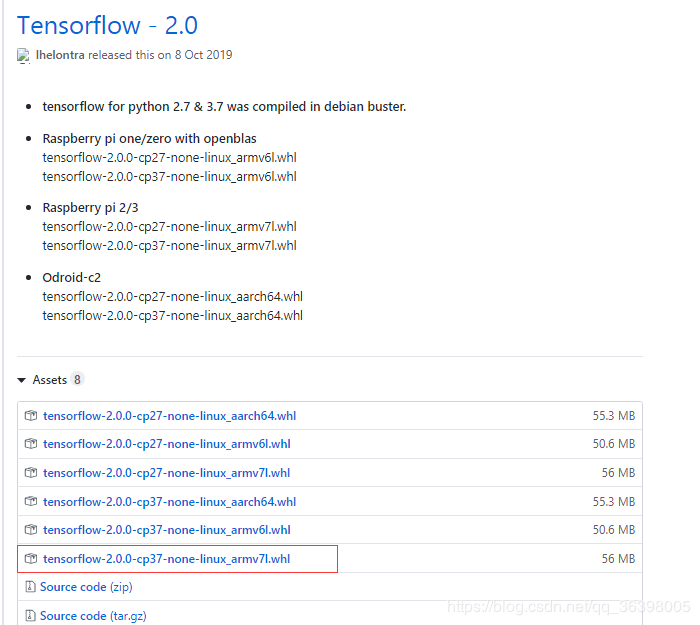 Tensorflow - 2.0
lhelontra released this on 8 Oct 2019
tensorflow for python 2.7 & 3.7 was compiled in debian buster.
Raspberry pi one/zero with openblas
tensorflow-2.0.0-cp27-none-linux_armv6l.whl
tensorflow-2.0.0-cp37-none-linux_armv6l.whl
Raspberry pi 2/3
tensorflow-2.0.0-cp27-none-linux_armv7l.whl
tensorflow-2.0.0-cp37-none-linux_armv7l.whl
Odroid-c2
tensorflow-2.0.0-cp27-none-linux_aarch64.whl
tensorflow-2.0.0-cp37-none-linux_aarch64.whl
Assets 8
tensorflow-2.0.0-cp27-none-linux_aarch64.whl 55.3 MB
tensorflow-2.0.0-cp27-none-linux_armv6l.whl 50.6 MB
tensorflow-2.0.0-cp27-none-linux_armv7l.whl 56 MB
tensorflow-2.0.0-cp37-none-linux_aarch64.whl 55.3 MB
tensorflow-2.0.0-cp37-none-linux_armv6l.whl 50.6 MB
tensorflow-2.0.0-cp37-none-linux_armv7l.whl 56 MB
Source code (zip)
Source code (tar.gz)
https://blog.csdn.net/qq_36398005